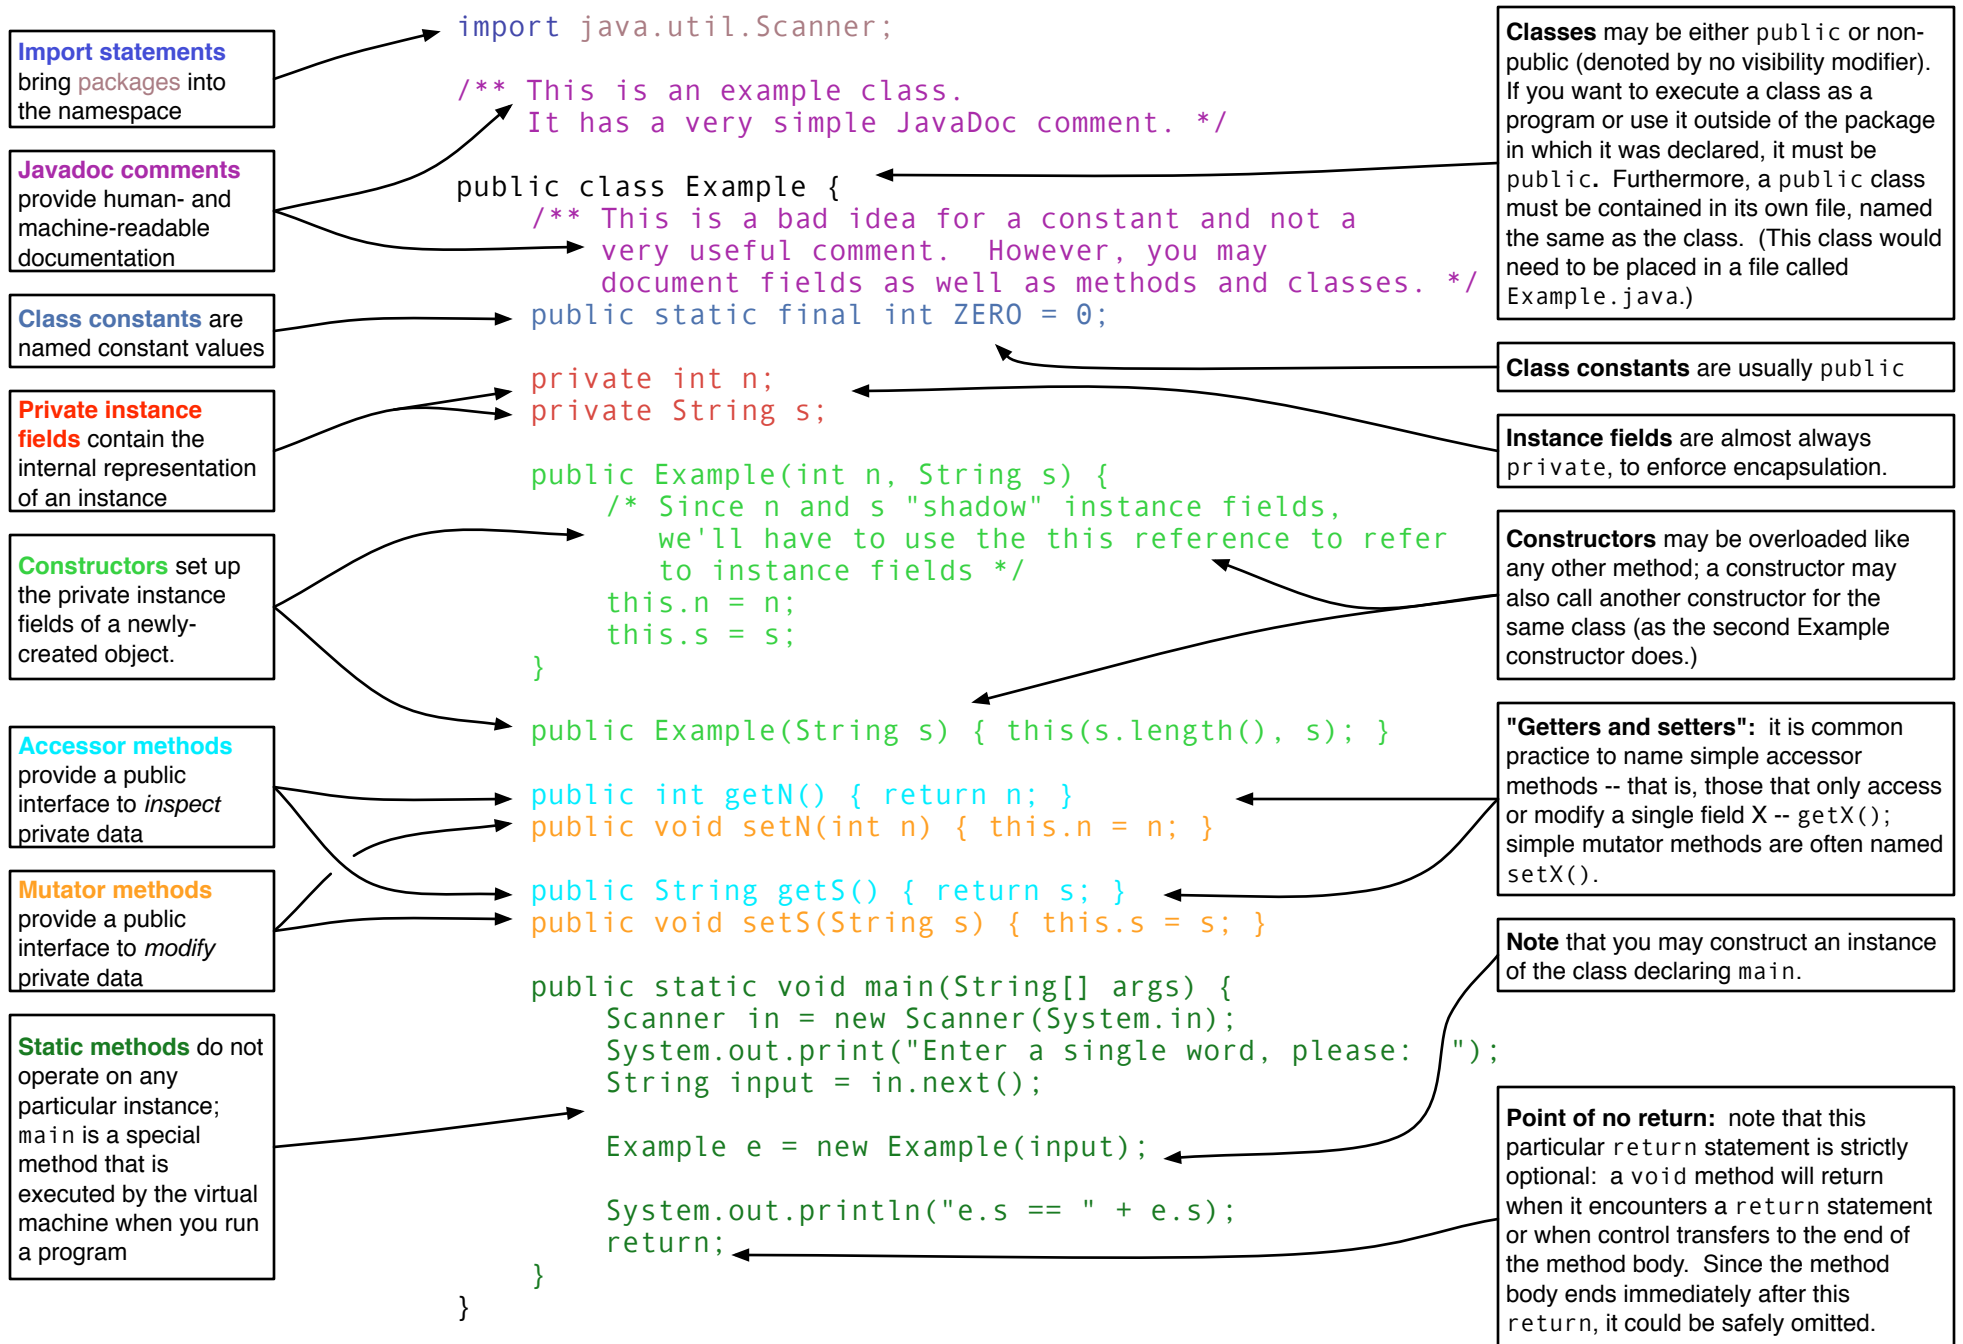 Import statements
bring packages into
the namespace
Javadoc comments
provide human- and
machine-readable
documentation
Class constants are
named constant values
Private instance
fields contain the
internal representation
of an instance
Constructors set up
the private instance
fields of a newly-
created object.
Accessor methods
provide a public
interface to inspect
private data
Mutator methods
provide a public
interface to modify
private data
Static methods do not
operate on any
particular instance;
main is a special
method that is
executed by the virtual
machine when you run
a program
import java.util.Scanner;
/** This is an example class.
It has a very simple JavaDoc comment. */
public class Example {
/** This is a bad idea for a constant and not a
very useful comment.  However, you may
document fields as well as methods and classes. */
public static final int ZERO = 0;
private int n;
private String s;
public Example(int n, String s) {
/* Since n and s "shadow" instance fields,
we'll have to use the this reference to refer
to instance fields */
this.n = n;
this.s = s;
}
public Example(String s) { this(s.length(), s); }
public int getN() { return n; }
public void setN(int n) { this.n = n; }
public String getS() { return s; }
public void setS(String s) { this.s = s; }
public static void main(String[] args) {
Scanner in = new Scanner(System.in);
System.out.print("Enter a single word, please:  ");
String input = in.next();
Example e = new Example(input);
System.out.println("e.s == " + e.s);
return;
}
}
Classes may be either public or non-
public (denoted by no visibility modifier).
If you want to execute a class as a
program or use it outside of the package
in which it was declared, it must be
public.  Furthermore, a public class
must be contained in its own file, named
the same as the class.  (This class would
need to be placed in a file called
Example.java.)
Class constants are usually public
Instance fields are almost always
private, to enforce encapsulation.
Constructors may be overloaded like
any other method; a constructor may
also call another constructor for the
same class (as the second Example
constructor does.)
"Getters and setters":  it is common
practice to name simple accessor
methods -- that is, those that only access
or modify a single field X -- getX();
simple mutator methods are often named
setX().
Note that you may construct an instance
of the class declaring main.
Point of no return:  note that this
particular return statement is strictly
optional:  a void method will return
when it encounters a return statement
or when control transfers to the end of
the method body.  Since the method
body ends immediately after this
return, it could be safely omitted.